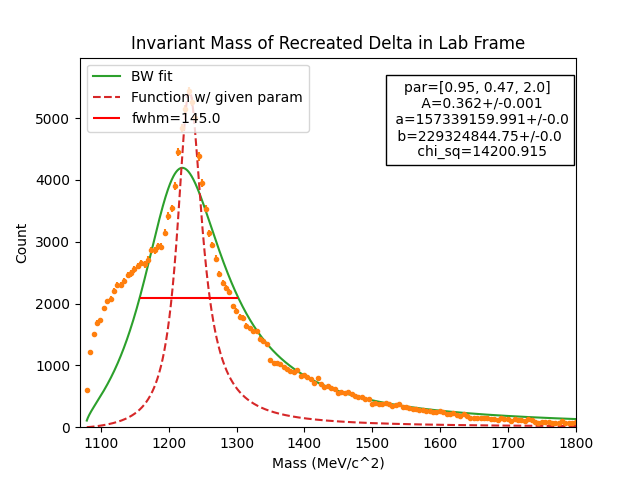 Invariant Mass of Recreated Delta in Lab Frame
BW fit
Function w/ given param
fwhm=145.0
par=[0.95, 0.47, 2.0]
A=0.362+/-0.001
a=157339159.991+/-0.0
b=229324844.75+/-0.0
chi_sq=14200.915
Count
5000
4000
3000
2000
1000
0
1100 1200 1300 1400 1500 1600 1700 1800
Mass (MeV/c^2)